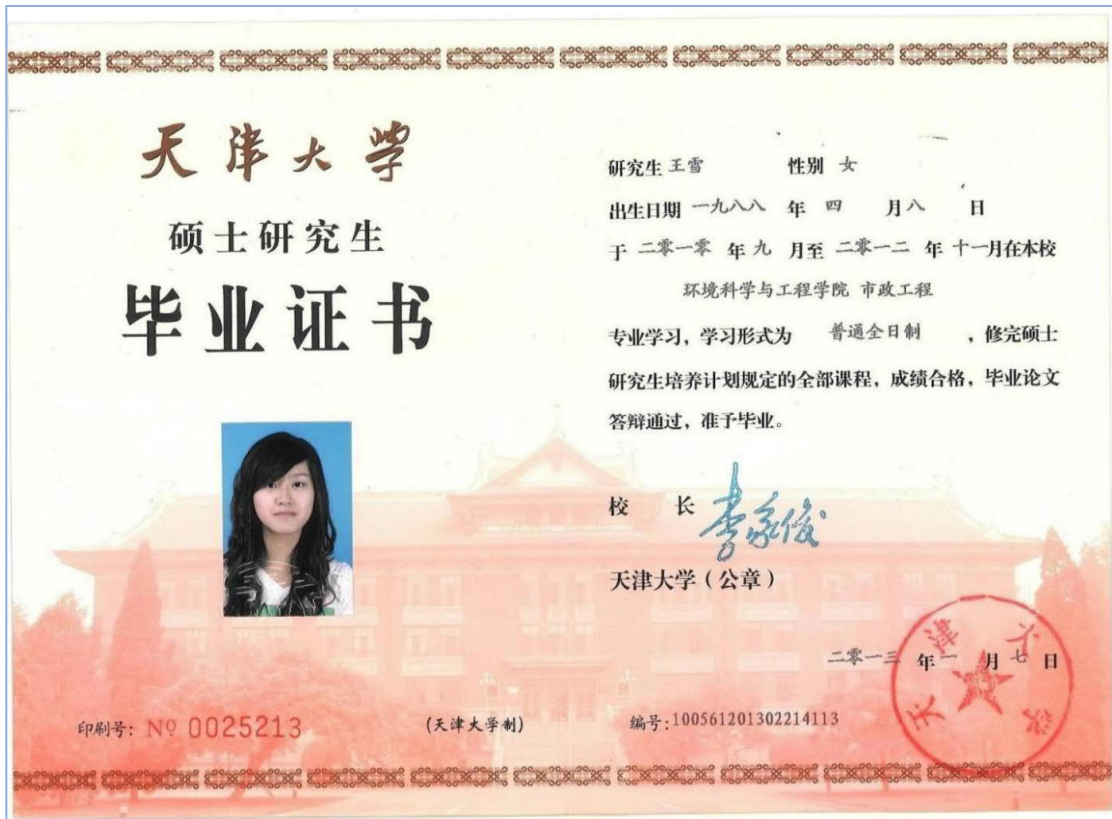 天津大学
硕士研究生
毕业证书
印刷号: Nº 0025213
(天津大学制)
研究生 王雪 性别 女
出生日期 一九八八 年 四 月 八 日
于 二零一零 年 九 月至 二零一二 年 十一月在本校
环境科学与工程学院 市政工程
专业学习，学习形式为 普通全日制 ，修完硕士
研究生培养计划规定的全部课程，成绩合格，毕业论文
答辩通过，准予毕业。
校 长 李家俊
天津大学（公章）
二零一三 年 一 月 七 日
编号:100561201302214113
天津大学